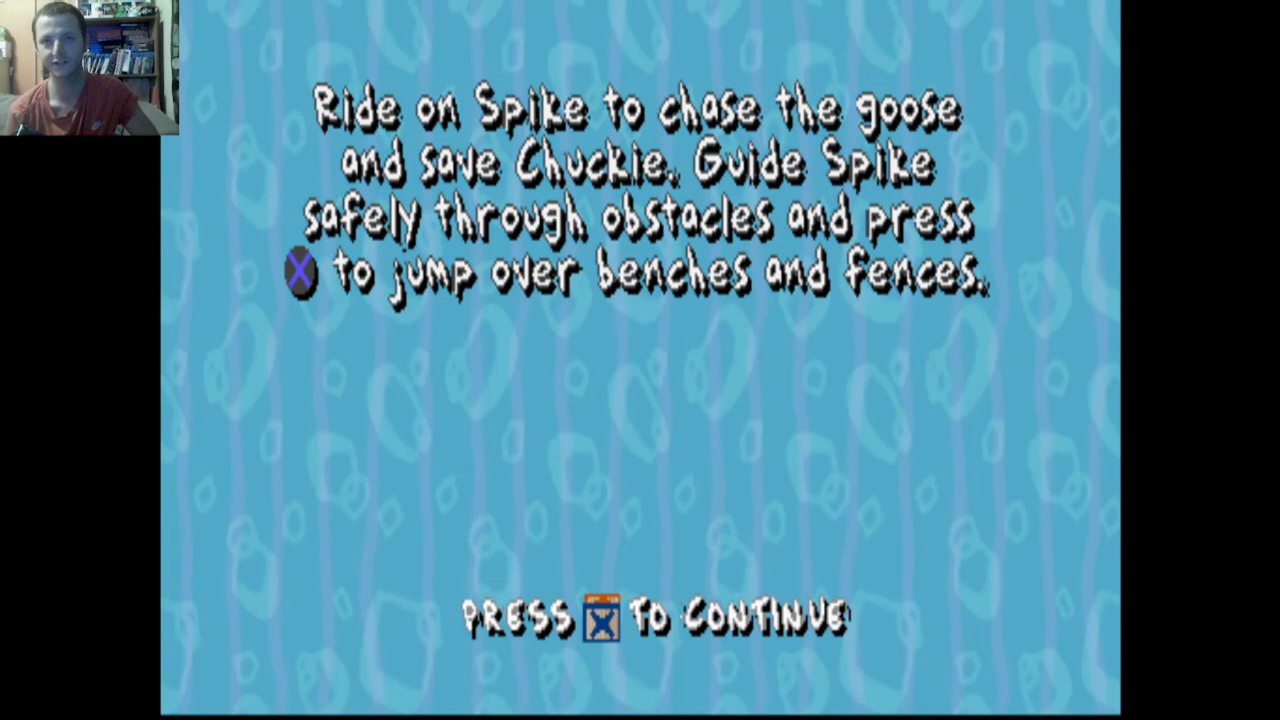 Ride on Spike to chase the goose
and save Chuckie. Guide Spike
safely through obstacles and press
X to jump over benches and fences.
PRESS X TO CONTINUE